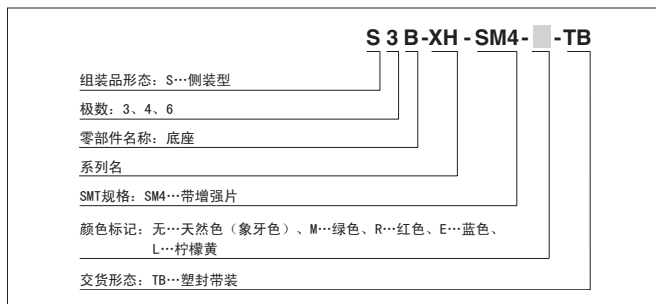 S 3 B-XH-SM4- -TB
组装品形态：S…侧装型
极数：3、4、6
零部件名称：底座
系列名
SMT规格：SM4…带增强片
颜色标记：无…天然色（象牙色）、M…绿色、R…红色、E…蓝色、
L…柠檬黄
交货形态：TB…塑封带装